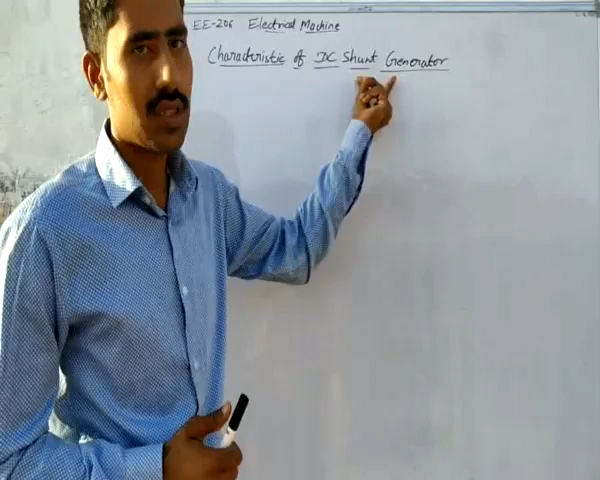 EE-206 Electrical Machine
Characteristic of DC Shunt Generator